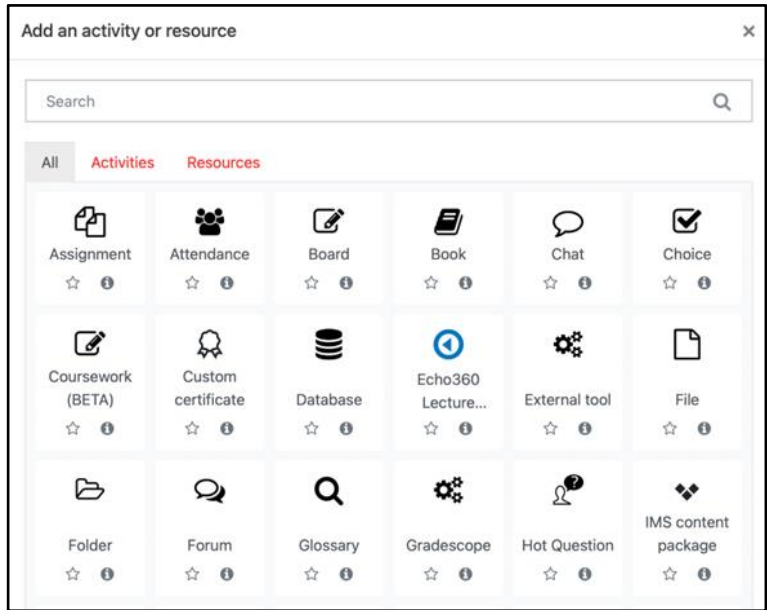 Add an activity or resource ×
Search
All Activities Resources
Assignment Attendance Board Book Chat Choice
Coursework (BETA) Custom certificate Database Echo360 Lecture... External tool File
Folder Forum Glossary Gradescope Hot Question IMS content package